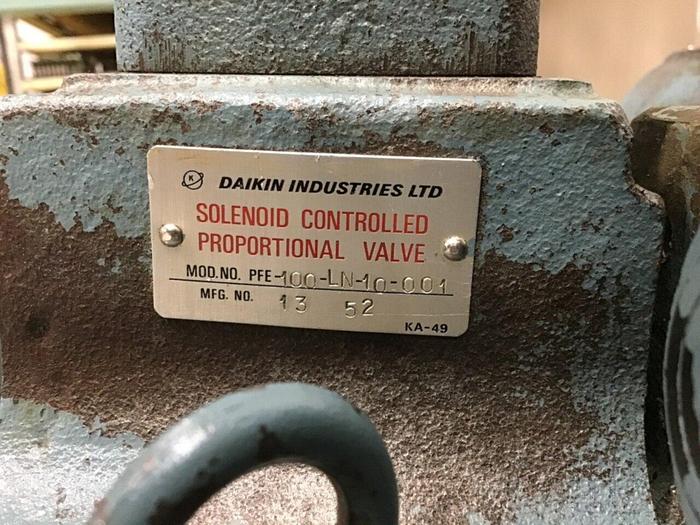 K DAIKIN INDUSTRIES LTD
SOLENOID CONTROLLED
PROPORTIONAL VALVE
MOD.NO. PFE-100-LN-10-001
MFG. NO. 13 52
KA-49